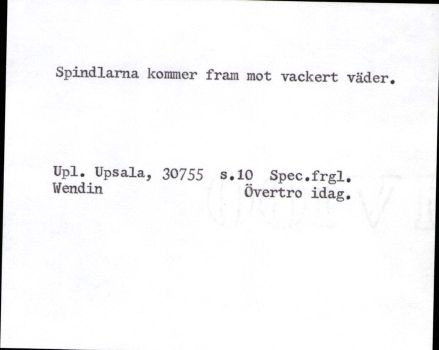 Spindlarna kommer fram mot vackert väder.
Upl. Upsala, 30755 s.10 Spec.frgl.
Wendin Övertro idag.